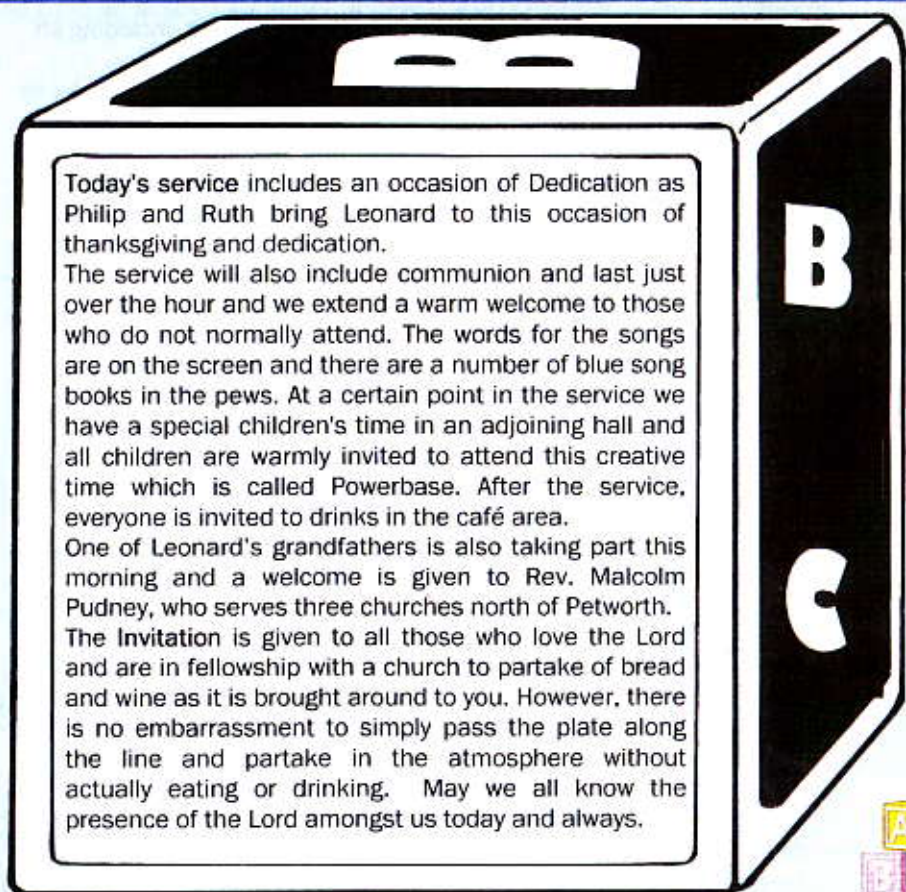 B
Today's service includes an occasion of Dedication as
Philip and Ruth bring Leonard to this occasion of
thanksgiving and dedication.
The service will also include communion and last just
over the hour and we extend a warm welcome to those
who do not normally attend. The words for the songs
are on the screen and there are a number of blue song
books in the pews. At a certain point in the service we
have a special children's time in an adjoining hall and
all children are warmly invited to attend this creative
time which is called Powerbase. After the service,
everyone is invited to drinks in the café area.
One of Leonard's grandfathers is also taking part this
morning and a welcome is given to Rev. Malcolm
Pudney, who serves three churches north of Petworth.
The Invitation is given to all those who love the Lord
and are in fellowship with a church to partake of bread
and wine as it is brought around to you. However, there
is no embarrassment to simply pass the plate along
the line and partake in the atmosphere without
actually eating or drinking. May we all know the
presence of the Lord amongst us today and always.
B
C
A
B